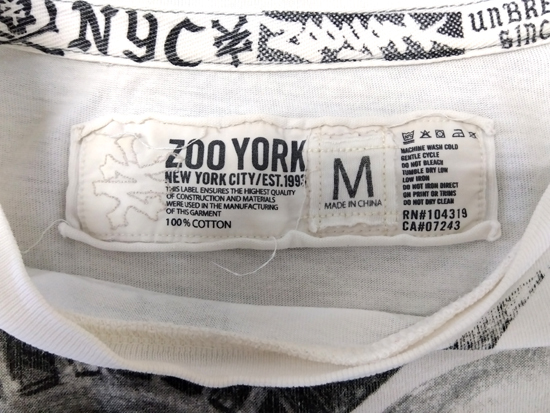 NYC
UNBRE
SINC
ZOO YORK
NEW YORK CITY/EST.1993
THIS LABEL ENSURES THE HIGHEST QUALITY
OF CONSTRUCTION AND MATERIALS
WERE USED IN THE MANUFACTURING
OF THIS GARMENT
100% COTTON
M
MADE IN CHINA
MACHINE WASH COLD
GENTLE CYCLE
DO NOT BLEACH
TUMBLE DRY LOW
LOW IRON
DO NOT IRON DIRECT
ON PRINT OR TRIMS
DO NOT DRY CLEAN
RN#104319
CA#07243